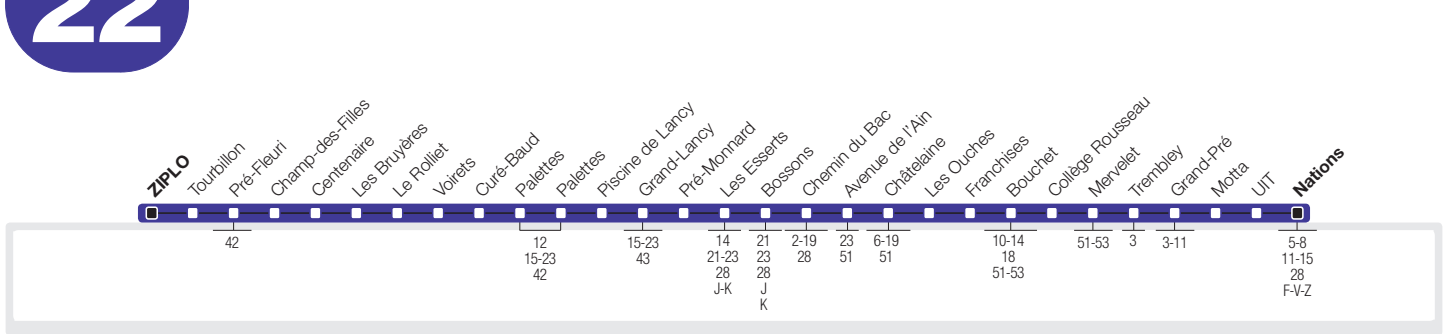 22
ZIPLO
Tourbillon
Pré-Fleuri
Champ-des-Filles
Centenaire
Les Bruyères
Le Rolliet
Voirets
Curé-Baud
Palettes
Palettes
Piscine de Lancy
Grand-Lancy
Pré-Monnard
Les Esserts
Bossons
Chemin du Bac
Avenue de l'Ain
Châtelaine
Les Ouches
Franchises
Bouchet
Collège Rousseau
Mervelet
Trembley
Grand-Pré
Motta
UIT
Nations
42
12
15-23
42
15-23
43
14
21-23
28
J-K
21
23
28
J
K
2-19
28
23
51
6-19
51
10-14
18
51-53
51-53
3
3-11
5-8
11-15
28
F-V-Z